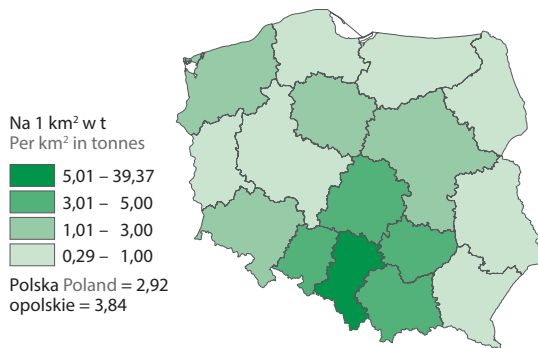 Na 1 km² w t
Per km² in tonnes
5,01 – 39,37
3,01 – 5,00
1,01 – 3,00
0,29 – 1,00
Polska Poland = 2,92
opolskie = 3,84